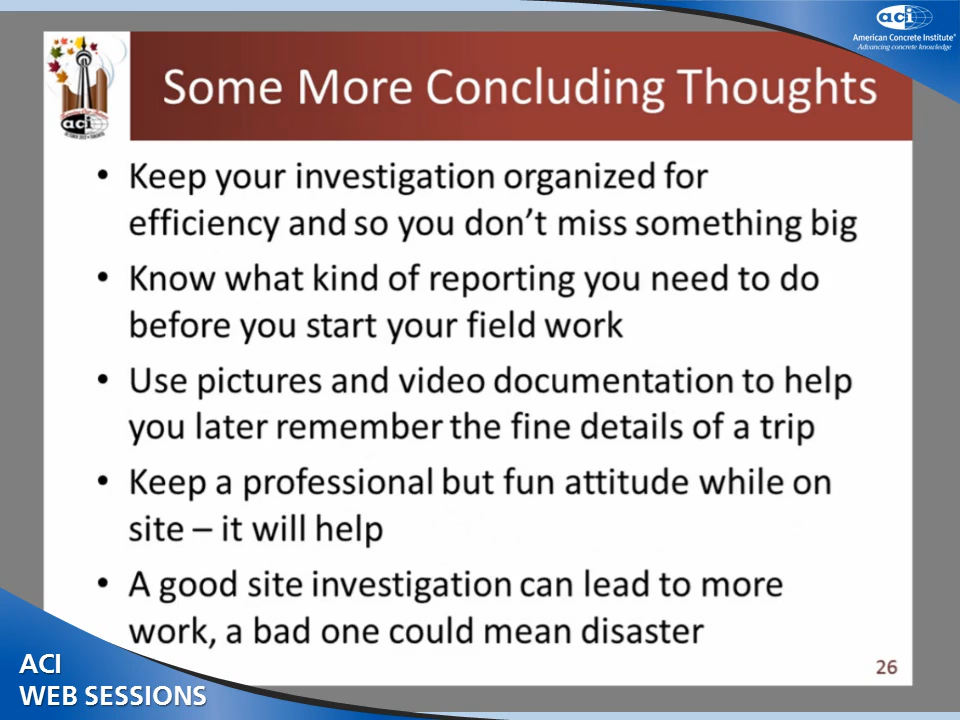 aci
American Concrete Institute®
Advancing concrete knowledge
aci
Some More Concluding Thoughts
• Keep your investigation organized for
efficiency and so you don’t miss something big
• Know what kind of reporting you need to do
before you start your field work
• Use pictures and video documentation to help
you later remember the fine details of a trip
• Keep a professional but fun attitude while on
site – it will help
• A good site investigation can lead to more
work, a bad one could mean disaster
26
ACI
WEB SESSIONS